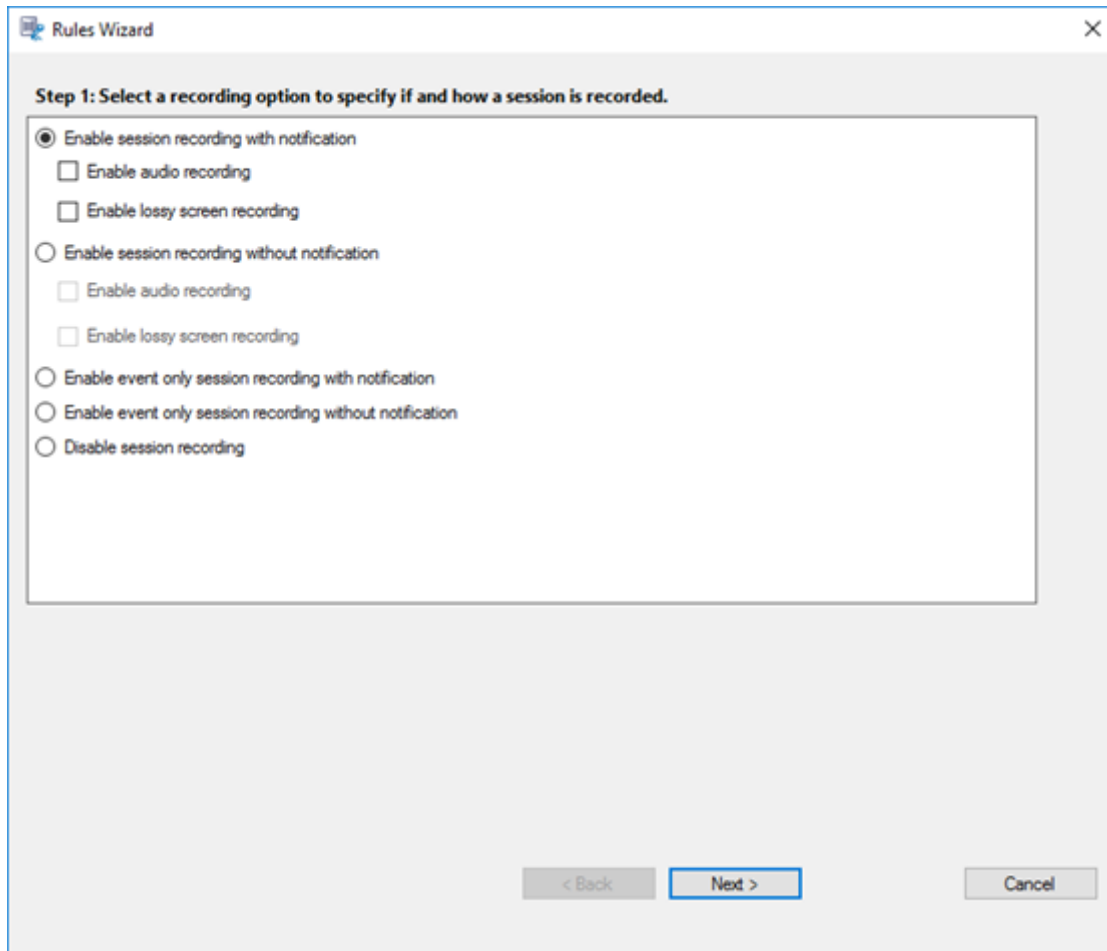 Rules Wizard
Step 1: Select a recording option to specify if and how a session is recorded.
Enable session recording with notification
Enable audio recording
Enable lossy screen recording
Enable session recording without notification
Enable audio recording
Enable lossy screen recording
Enable event only session recording with notification
Enable event only session recording without notification
Disable session recording
< Back Next > Cancel